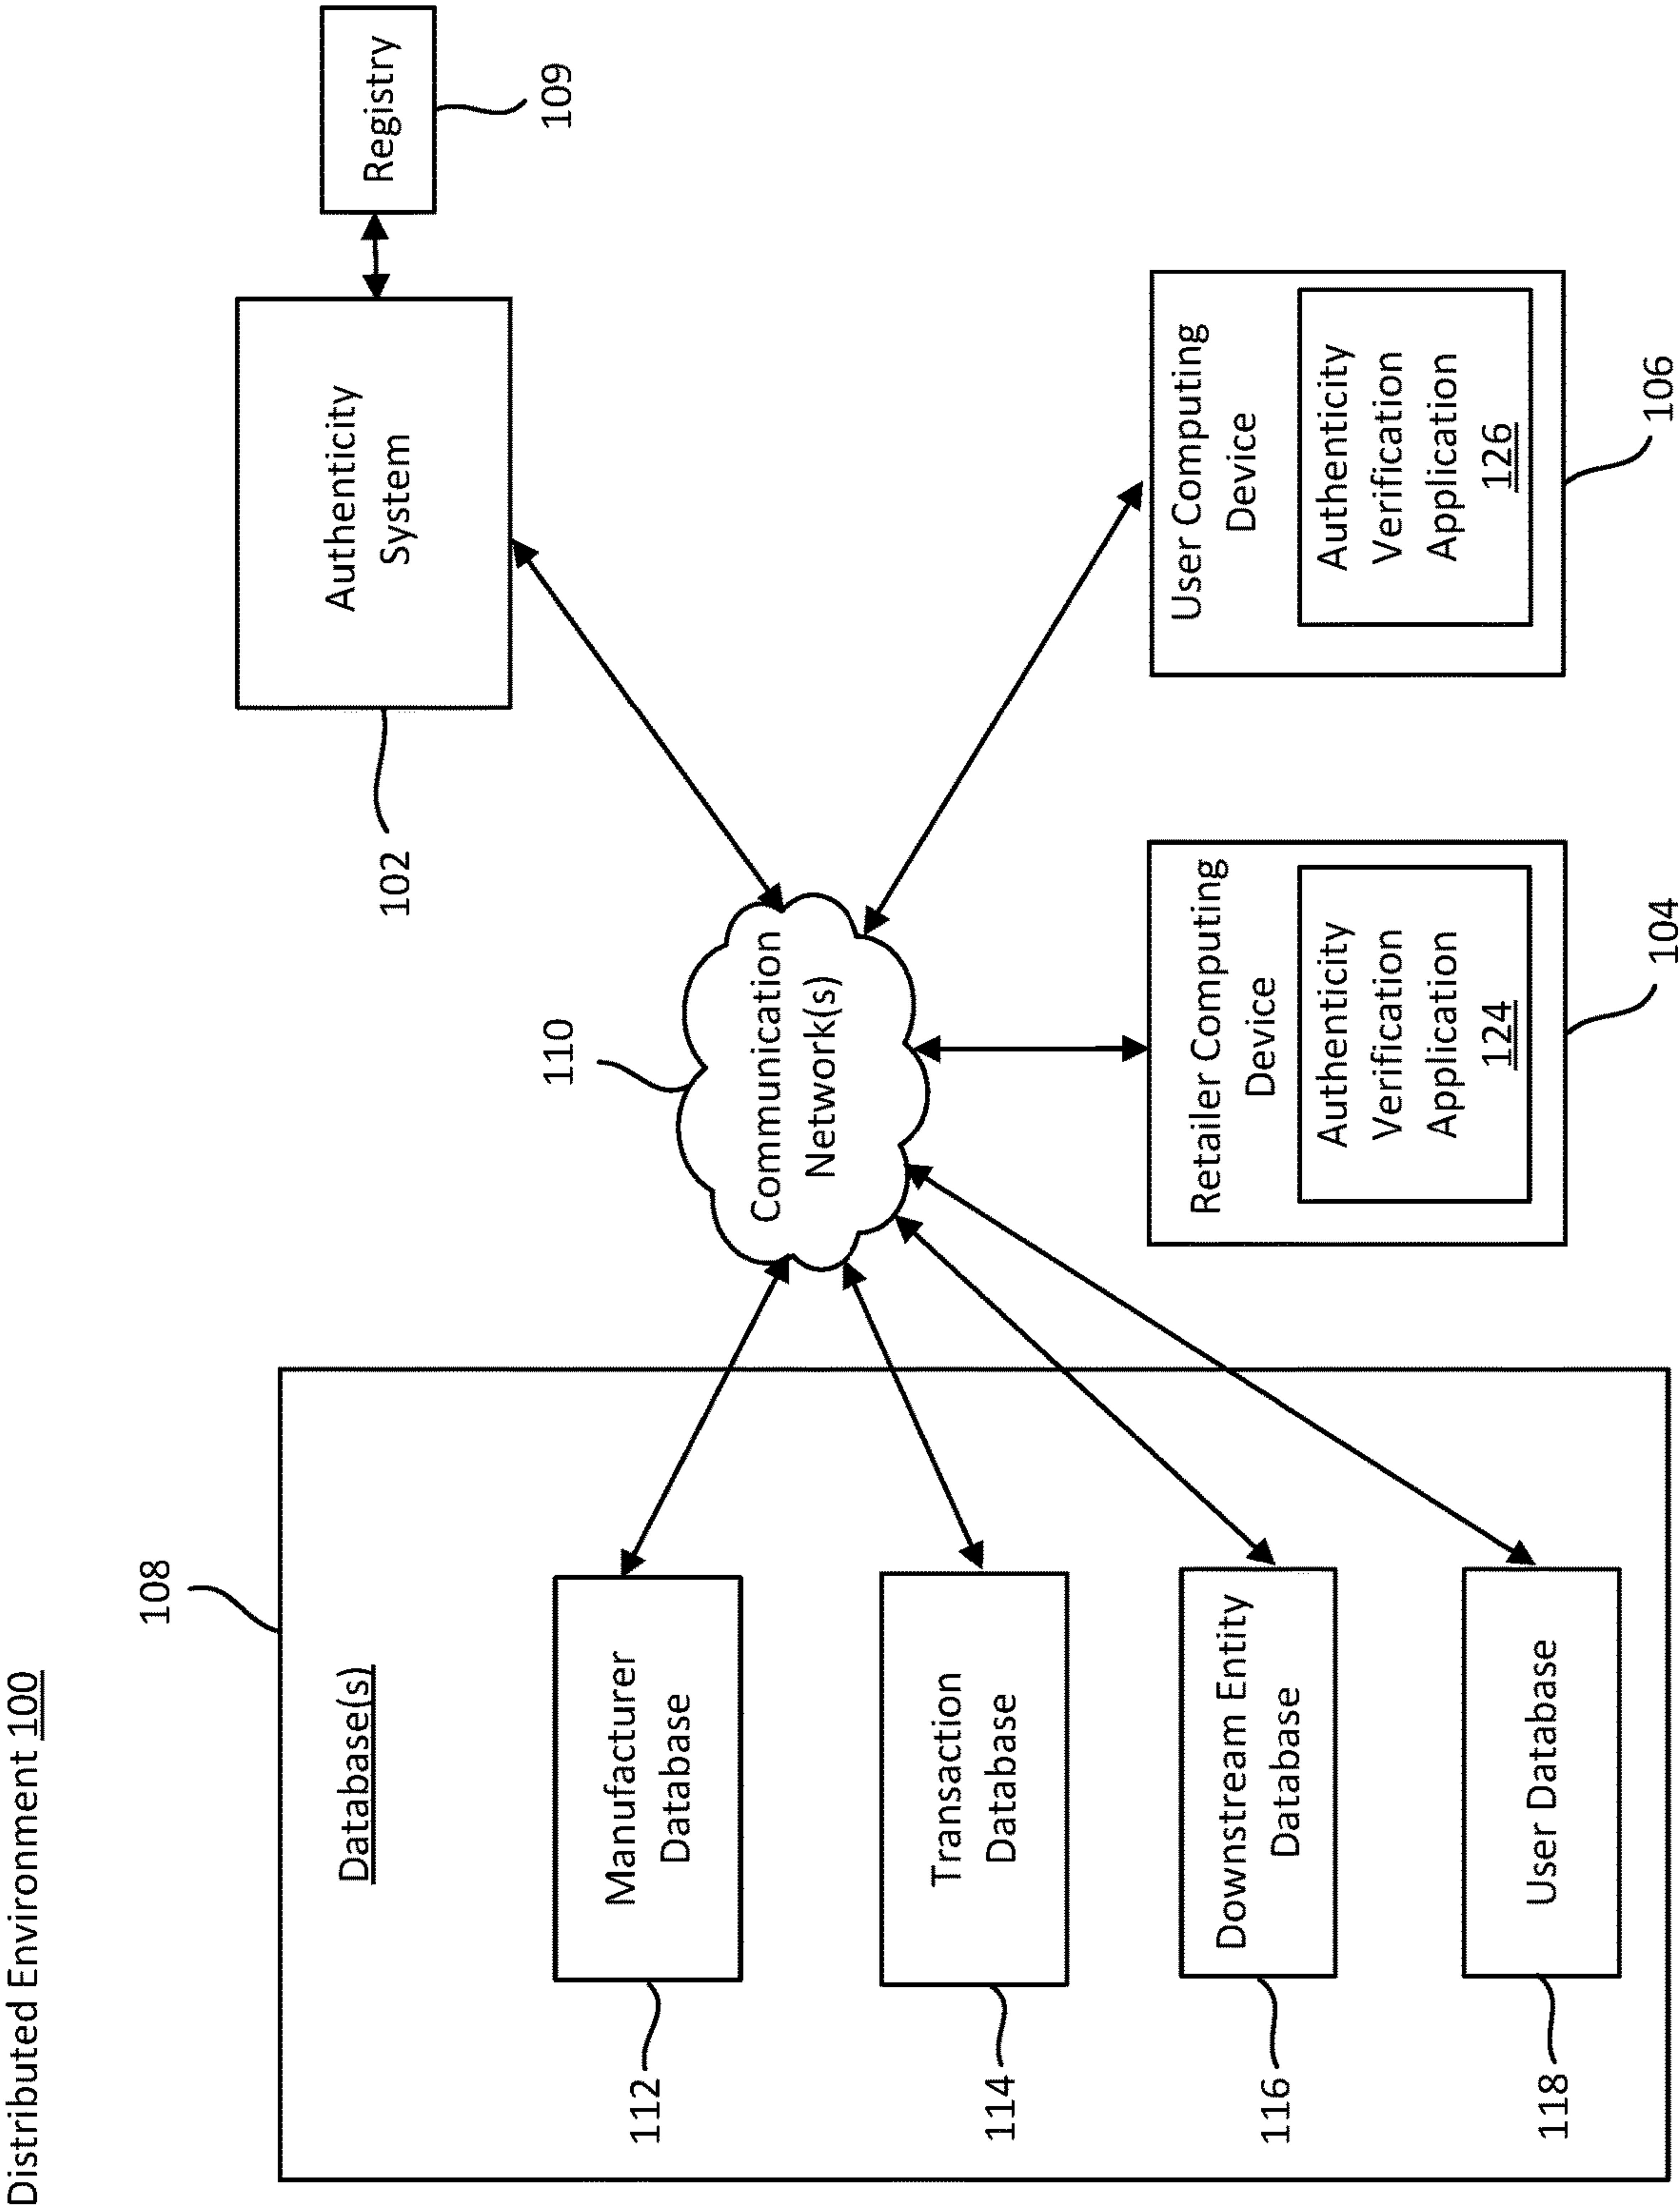 Distributed Environment 100
108
Database(s)
Manufacturer
Database
112
Transaction
Database
114
Downstream Entity
Database
116
User Database
118
110
Communication
Network(s)
Authenticity
System
102
Registry
109
Retailer Computing
Device
Authenticity
Verification
Application
124
104
User Computing
Device
Authenticity
Verification
Application
126
106